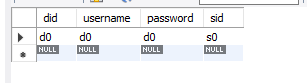 did username password sid
d0 d0 d0 s0
NULL NULL NULL NULL